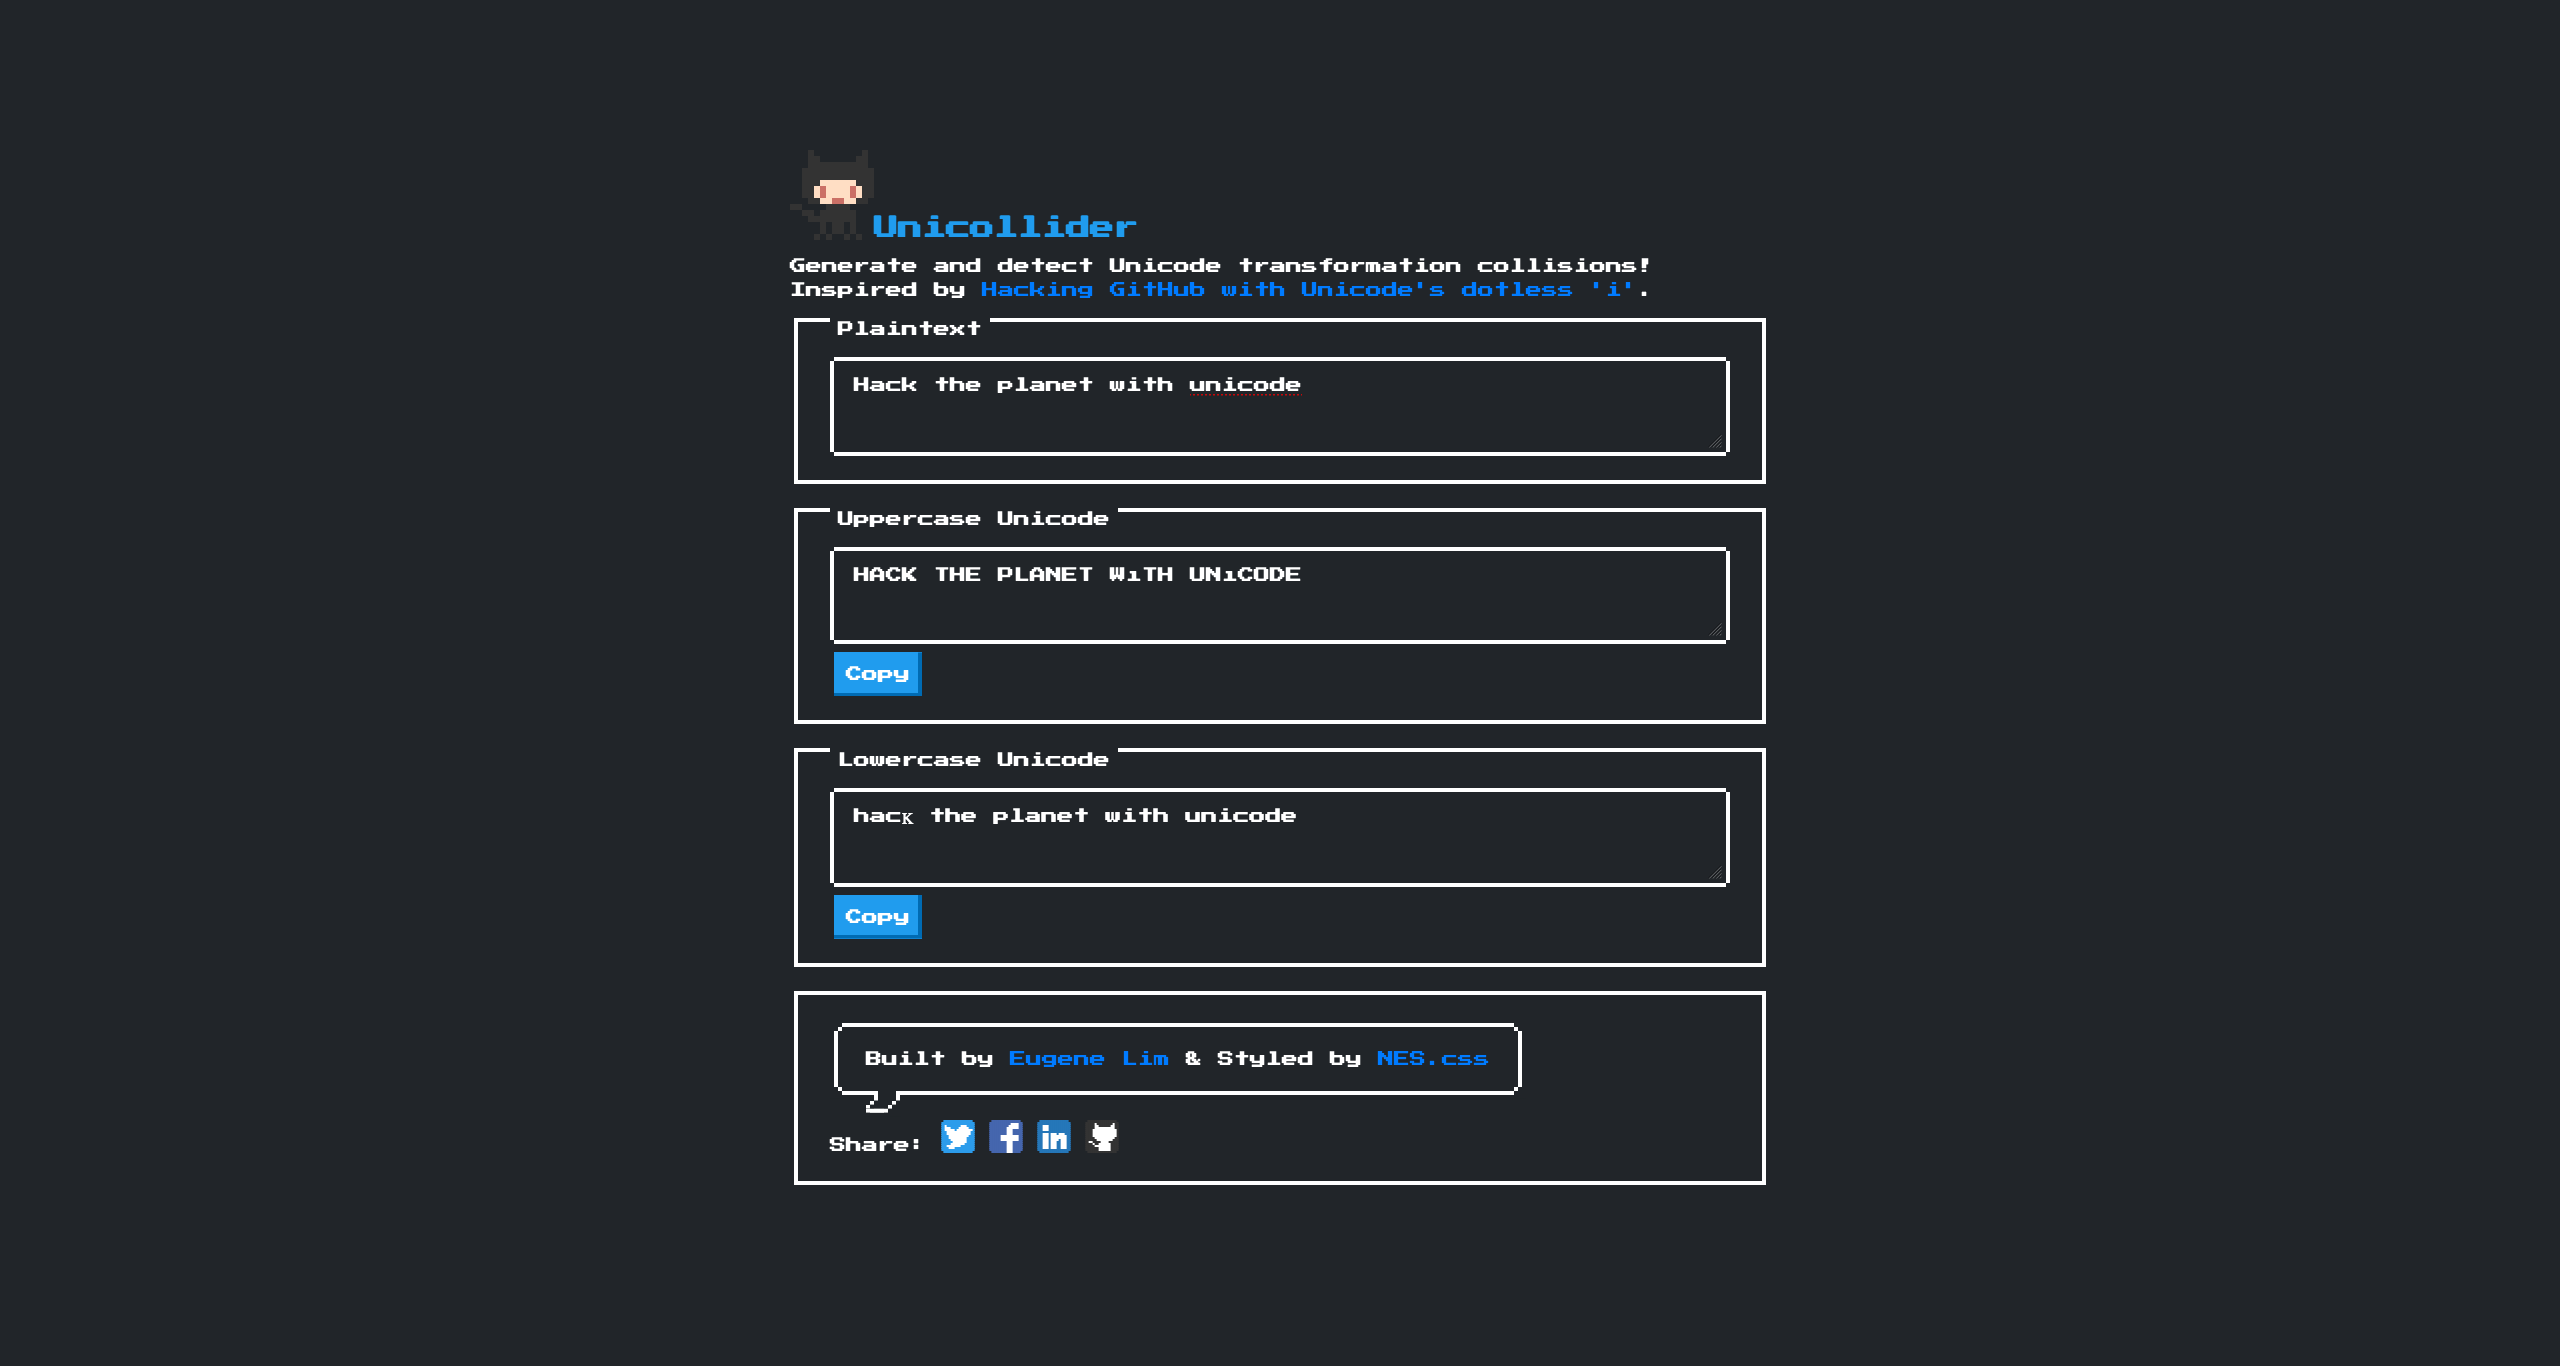 Unicollider
Generate and detect Unicode transformation collisions!
Inspired by Hacking GitHub with Unicode's dotless 'i'.
Plaintext
Hack the planet with unicode
Uppercase Unicode
HACK THE PLANET WıTH UNıCODE
Copy
Lowercase Unicode
hacK the planet with unicode
Copy
Built by Eugene Lim & Styled by NES.css
Share: